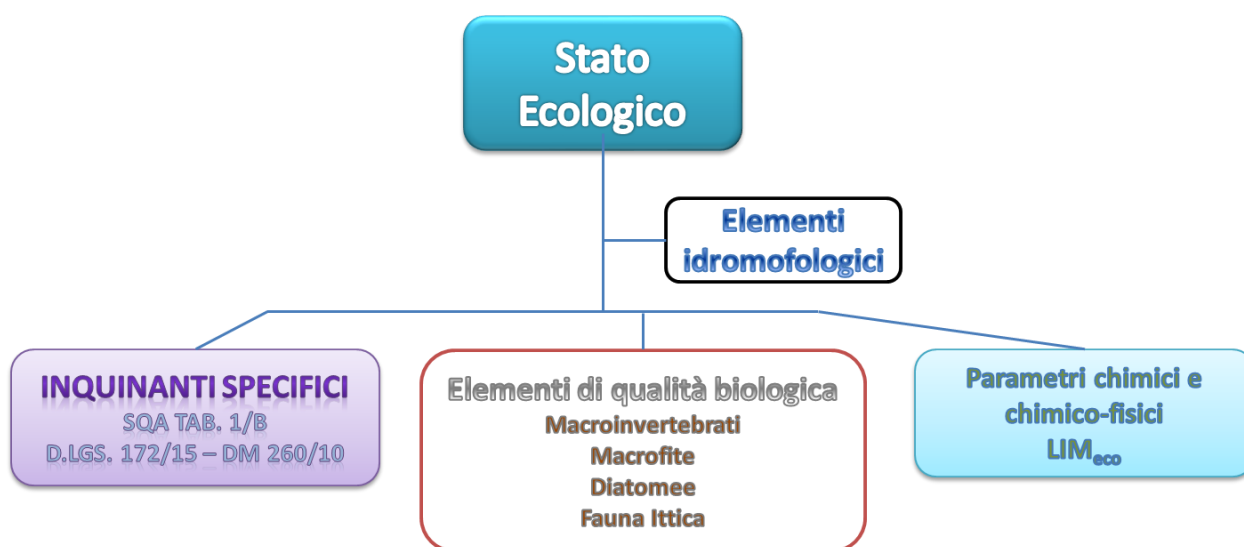 Stato
Ecologico
Elementi
idromofologici
INQUINANTI SPECIFICI
SQA TAB. 1/B
D.LGS. 172/15 – DM 260/10
Elementi di qualità biologica
Macroinvertebrati
Macrofite
Diatomee
Fauna Ittica
Parametri chimici e
chimico-fisici
LIMeco